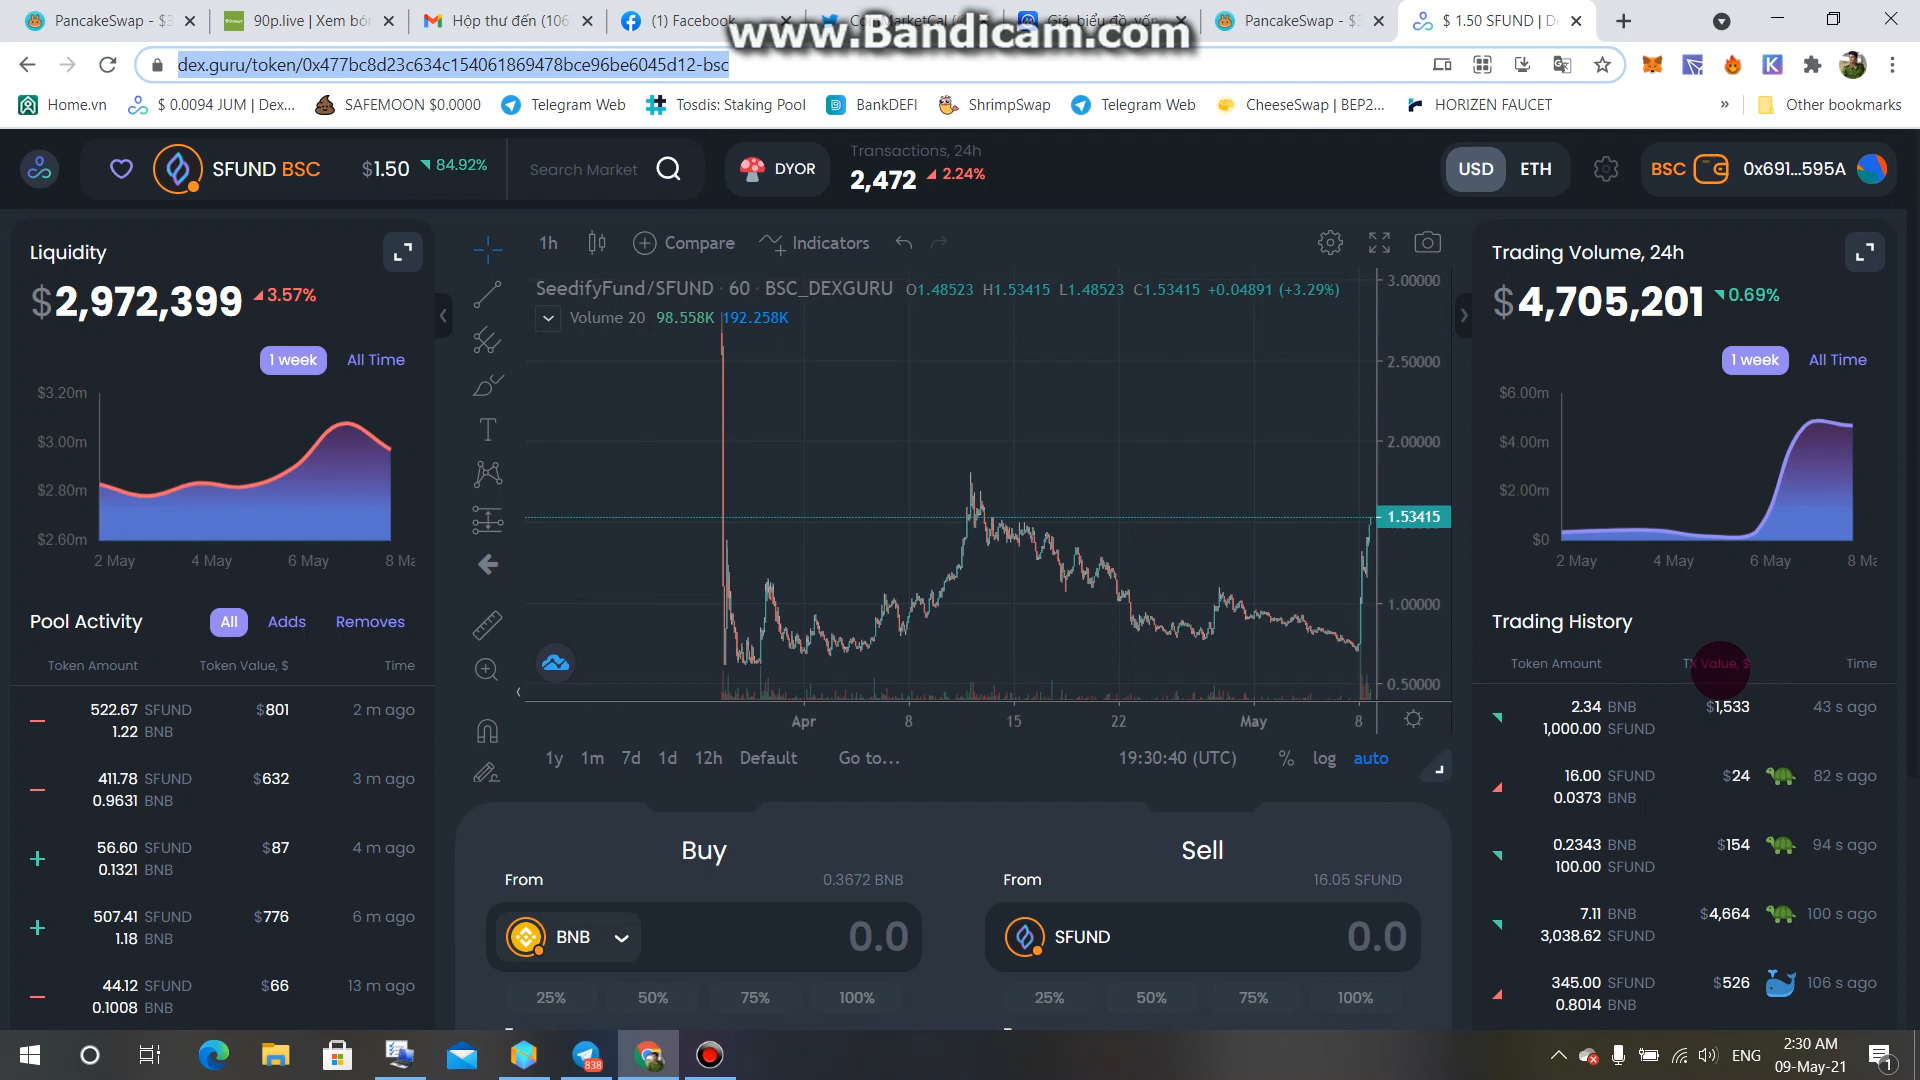 PancakeSwap - $3
90p.live | Xem bón
Hộp thư đến (106
(1) Facebook
PancakeSwap - $3
$ 1.50 SFUND | De
www.Bandicam.com
dex.guru/token/0x477bc8d23c634c154061869478bce96be6045d12-bsc
Home.vn
$ 0.0094 JUM | Dex...
SAFEMOON $0.0000
Telegram Web
Tosdis: Staking Pool
BankDEFI
ShrimpSwap
Telegram Web
CheeseSwap | BEP2...
HORIZEN FAUCET
»
Other bookmarks
SFUND BSC
$1.50
84.92%
Search Market
DYOR
Transactions, 24h
2,472 2.24%
USD
ETH
BSC
0x691...595A
Liquidity
$2,972,399 3.57%
1 week
All Time
$3.20m
$3.00m
$2.80m
$2.60m
2 May
4 May
6 May
8 Ma
Pool Activity
All
Adds
Removes
Token Amount
Token Value, $
Time
522.67 SFUND $801 2 m ago
1.22 BNB
411.78 SFUND $632 3 m ago
0.9631 BNB
56.60 SFUND $87 4 m ago
0.1321 BNB
507.41 SFUND $776 6 m ago
1.18 BNB
44.12 SFUND $66 13 m ago
0.1008 BNB
1h
Compare
Indicators
SeedifyFund/SFUND · 60 · BSC_DEXGURU O1.48523 H1.53415 L1.48523 C1.53415 +0.04891 (+3.29%)
Volume 20 98.558K 192.258K
3.00000
2.50000
2.00000
1.53415
1.00000
0.50000
Apr
8
15
22
May
8
1y
1m
7d
1d
12h
Default
Go to...
19:30:40 (UTC)
%
log
auto
Buy
From
0.3672 BNB
BNB
0.0
25%
50%
75%
100%
Sell
From
16.05 SFUND
SFUND
0.0
25%
50%
75%
100%
Trading Volume, 24h
$4,705,201 0.69%
1 week
All Time
$6.00m
$4.00m
$2.00m
$0
2 May
4 May
6 May
8 Ma
Trading History
Token Amount
TX Value, $
Time
2.34 BNB $1,533 43 s ago
1,000.00 SFUND
16.00 SFUND $24 82 s ago
0.0373 BNB
0.2343 BNB $154 94 s ago
100.00 SFUND
7.11 BNB $4,664 100 s ago
3,038.62 SFUND
345.00 SFUND $526 106 s ago
0.8014 BNB
838
ENG
2:30 AM
09-May-21
1